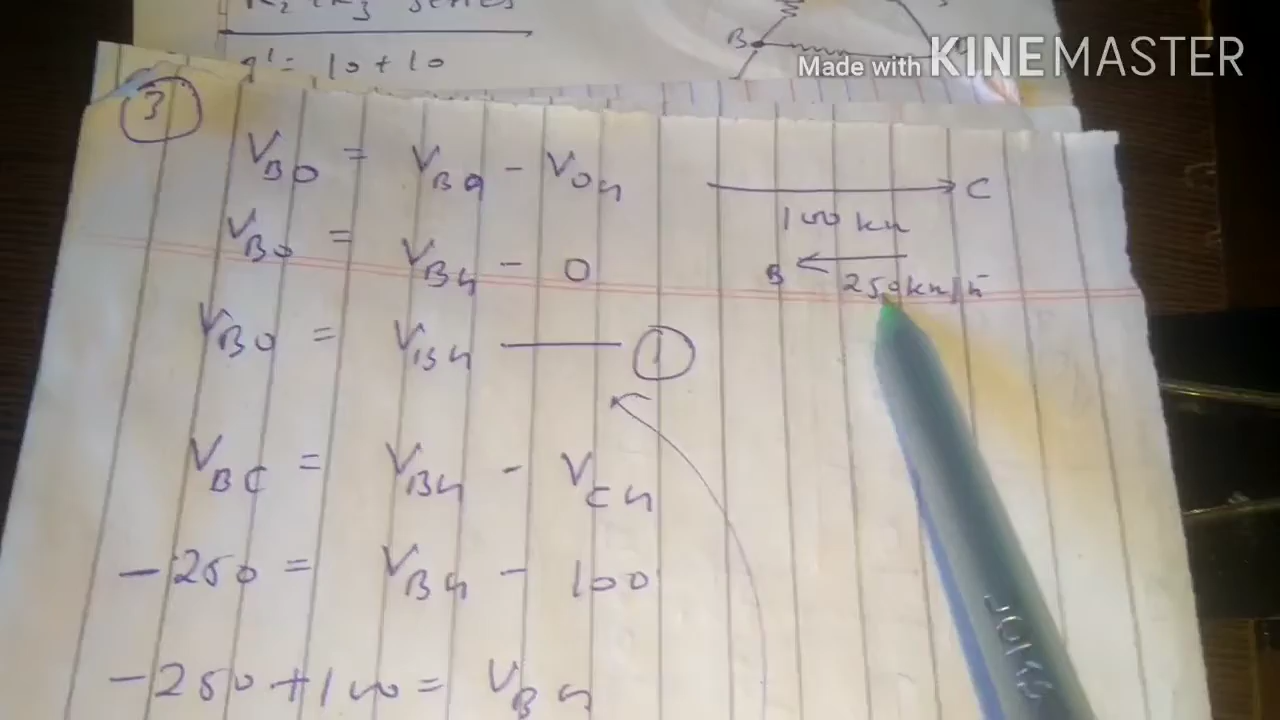 series
B
Made with KINEMASTER
= 10 + 10
3
VBO = VBG - VOG
VBO = VBG - 0
VBO = VBG 1
VBC = VBG - VCG
-250 = VBG - 100
-250 + 100 = VBG
C
100 km
B
250 km/h